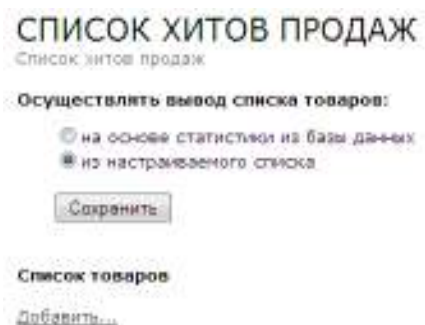 СПИСОК ХИТОВ ПРОДАЖ
Список хитов продаж
Осуществлять вывод списка товаров:
на основе статистики из базы данных
из настраиваемого списка
Сохранить
Список товаров
Добавить...